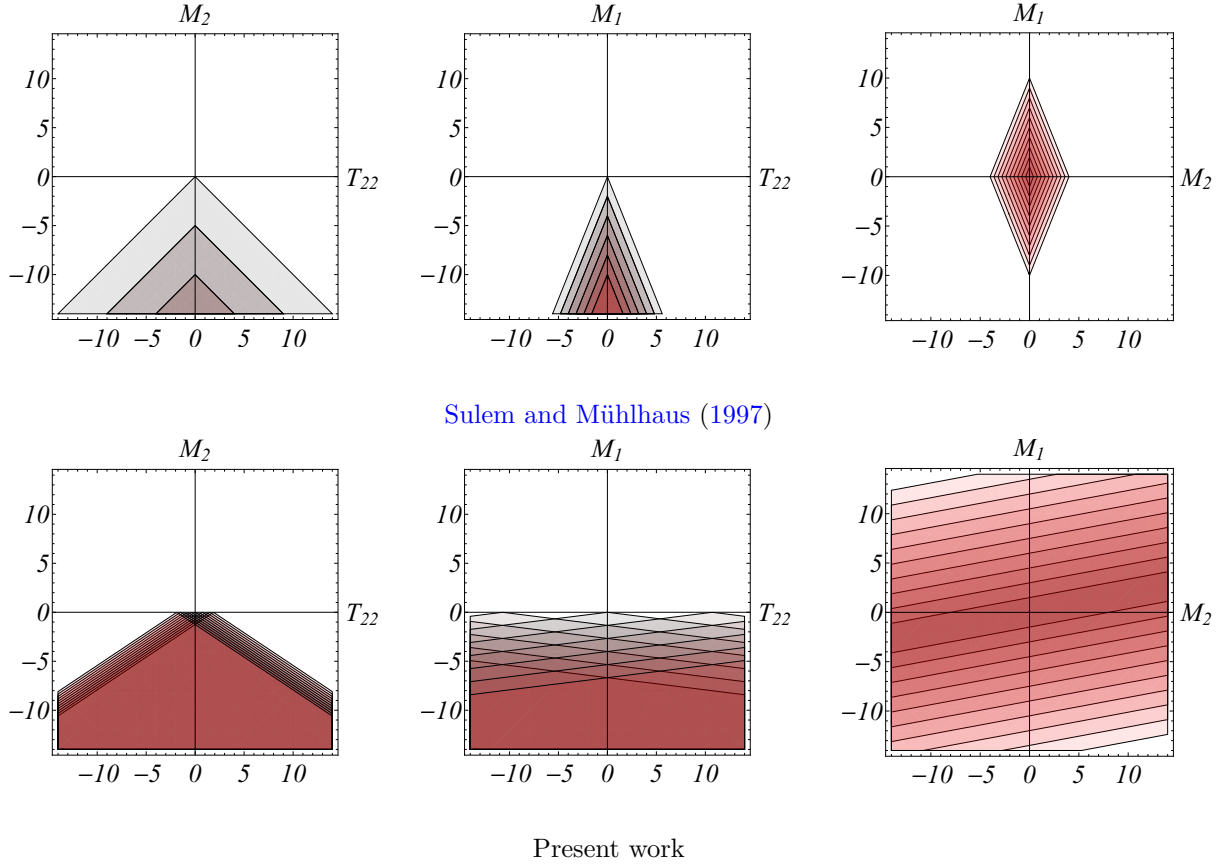 M2 M1 M1
10 10 10
5 5 5
0 T22 0 T22 0 M2
−5 −5 −5
−10 −10 −10
−10 −5 0 5 10 −10 −5 0 5 10 −10 −5 0 5 10
Sulem and Mühlhaus (1997)
M2 M1 M1
10 10 10
5 5 5
0 T22 0 T22 0 M2
−5 −5 −5
−10 −10 −10
−10 −5 0 5 10 −10 −5 0 5 10 −10 −5 0 5 10
Present work